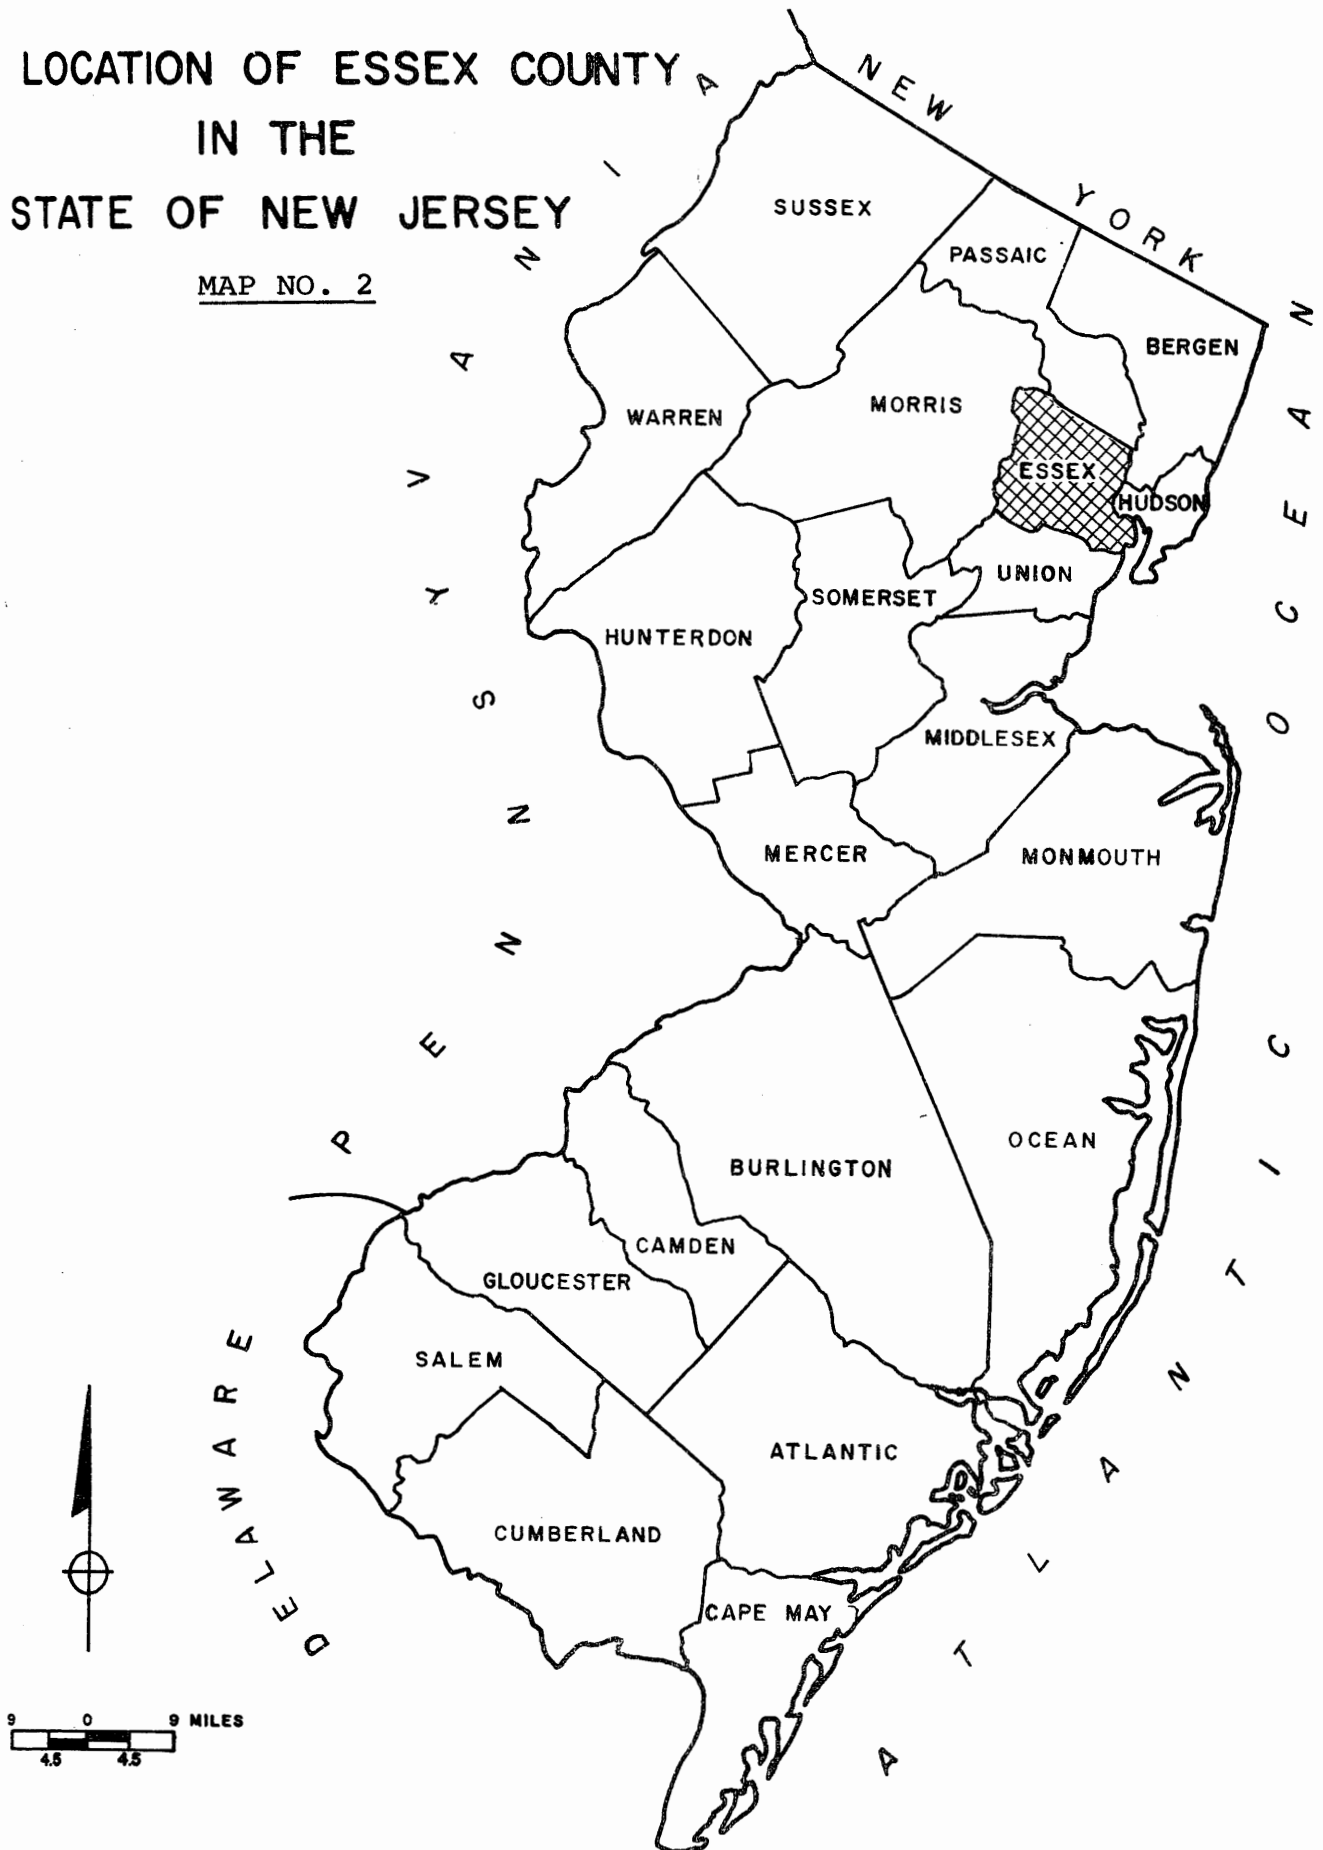 LOCATION OF ESSEX COUNTY
IN THE
STATE OF NEW JERSEY
MAP NO. 2
NEW YORK
PENNSYLVANIA
SUSSEX
PASSAIC
BERGEN
WARREN
MORRIS
ESSEX
HUDSON
UNION
SOMERSET
HUNTERDON
MIDDLESEX
MERCER
MONMOUTH
OCEAN
BURLINGTON
CAMDEN
GLOUCESTER
SALEM
ATLANTIC
CUMBERLAND
CAPE MAY
DELAWARE
ATLANTIC OCEAN
9 0 9 MILES
4.5 4.5